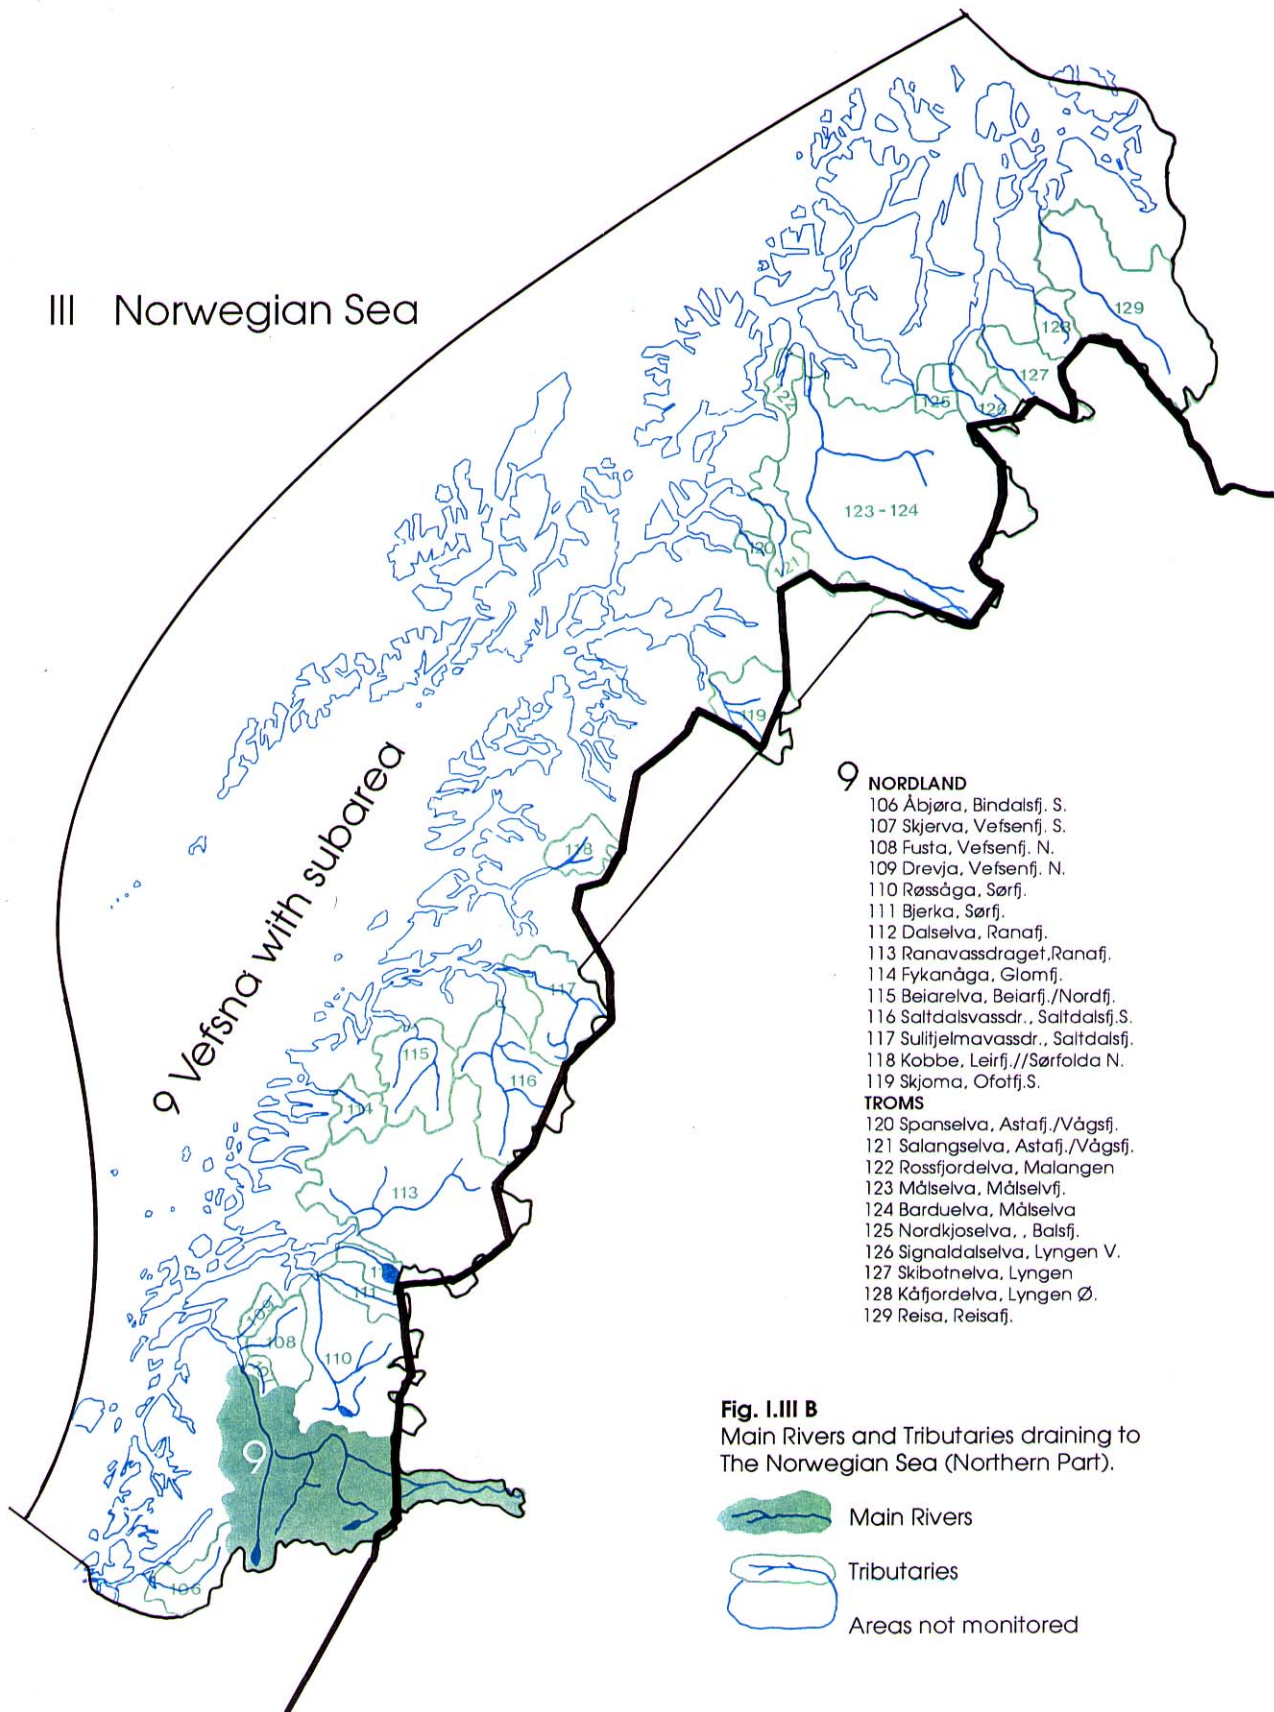 III Norwegian Sea
129
128
127
122
125
126
123-124
120
121
119
9 Vefsna with subarea
118
117
115
116
114
113
111
109
108
110
9
106
9 NORDLAND
106 Åbjøra, Bindalsfj. S.
107 Skjerva, Vefsenfj. S.
108 Fusta, Vefsenfj. N.
109 Drevja, Vefsenfj. N.
110 Røssåga, Sørfj.
111 Bjerka, Sørfj.
112 Dalselva, Ranafj.
113 Ranavassdraget,Ranafj.
114 Fykanåga, Glomfj.
115 Beiarelva, Beiarfj./Nordfj.
116 Saltdalsvassdr., Saltdalsfj.S.
117 Sulitjelmavassdr., Saltdalsfj.
118 Kobbe, Leirfj.//Sørfolda N.
119 Skjoma, Ofotfj.S.
TROMS
120 Spanselva, Astafj./Vågsfj.
121 Salangselva, Astafj./Vågsfj.
122 Rossfjordelva, Malangen
123 Målselva, Målselvfj.
124 Barduelva, Målselva
125 Nordkjoselva, , Balsfj.
126 Signaldalselva, Lyngen V.
127 Skibotnelva, Lyngen
128 Kåfjordelva, Lyngen Ø.
129 Reisa, Reisafj.
Fig. I.III B
Main Rivers and Tributaries draining to
The Norwegian Sea (Northern Part).
Main Rivers
Tributaries
Areas not monitored